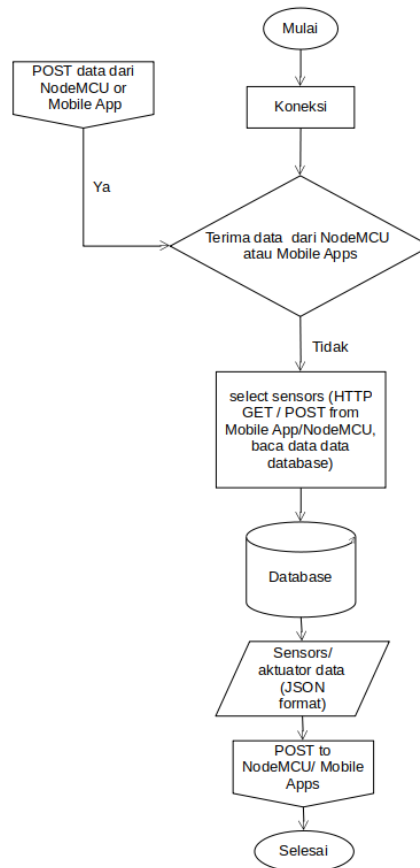 Mulai
POST data dari
NodeMCU or
Mobile App
Koneksi
Ya
Terima data  dari NodeMCU
atau Mobile Apps
Tidak
select sensors (HTTP
GET / POST from
Mobile App/NodeMCU,
baca data data
database)
Database
Sensors/
aktuator data
(JSON
format)
POST to
NodeMCU/ Mobile
Apps
Selesai